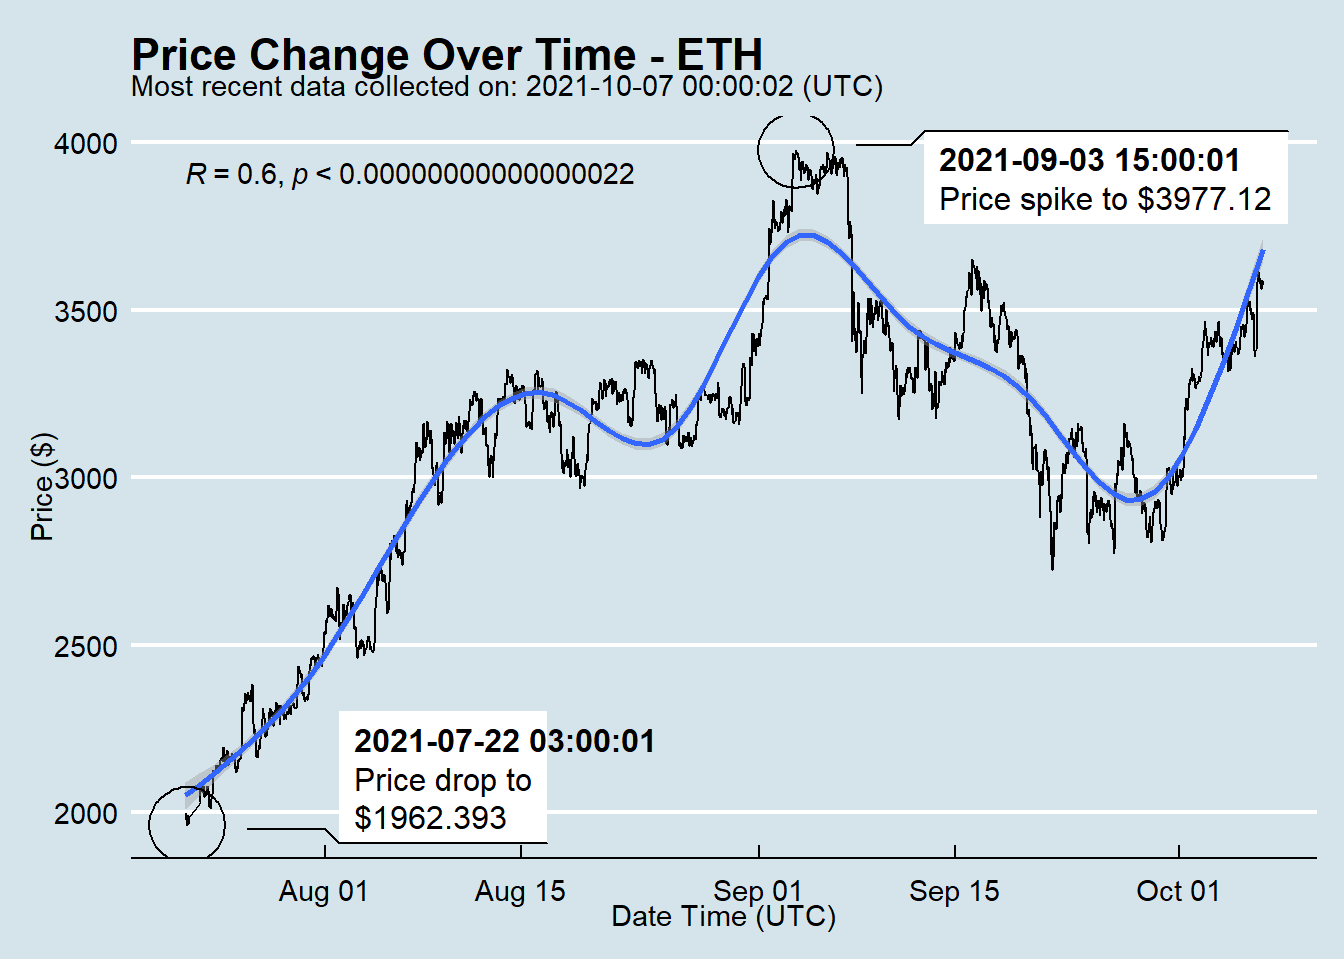 Price Change Over Time - ETH
Most recent data collected on: 2021-10-07 00:00:02 (UTC)
R = 0.6, p < 0.00000000000000022
2021-09-03 15:00:01
Price spike to $3977.12
2021-07-22 03:00:01
Price drop to
$1962.393
Price ($)
4000
3500
3000
2500
2000
Aug 01
Aug 15
Sep 01
Sep 15
Oct 01
Date Time (UTC)